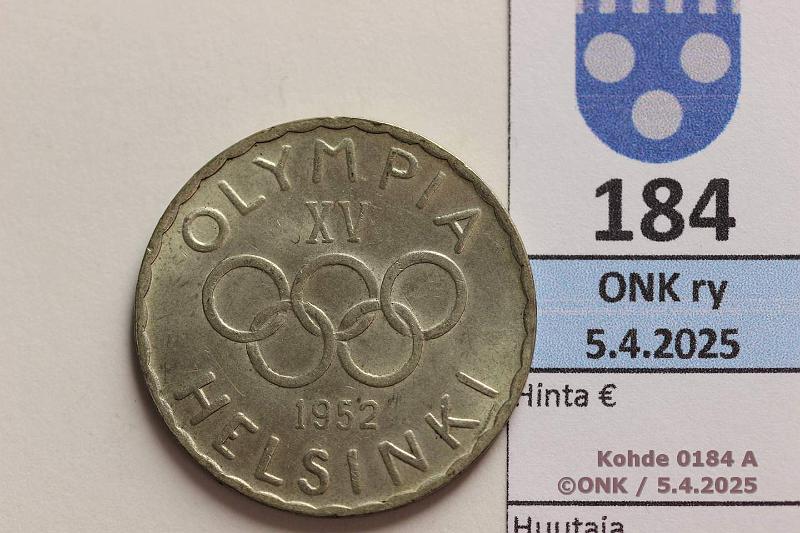 OLYMPIA
XV
1952
HELSINKI
184
ONK ry
5.4.2025
Hinta €
Kohde 0184 A
©ONK / 5.4.2025
Huutaja